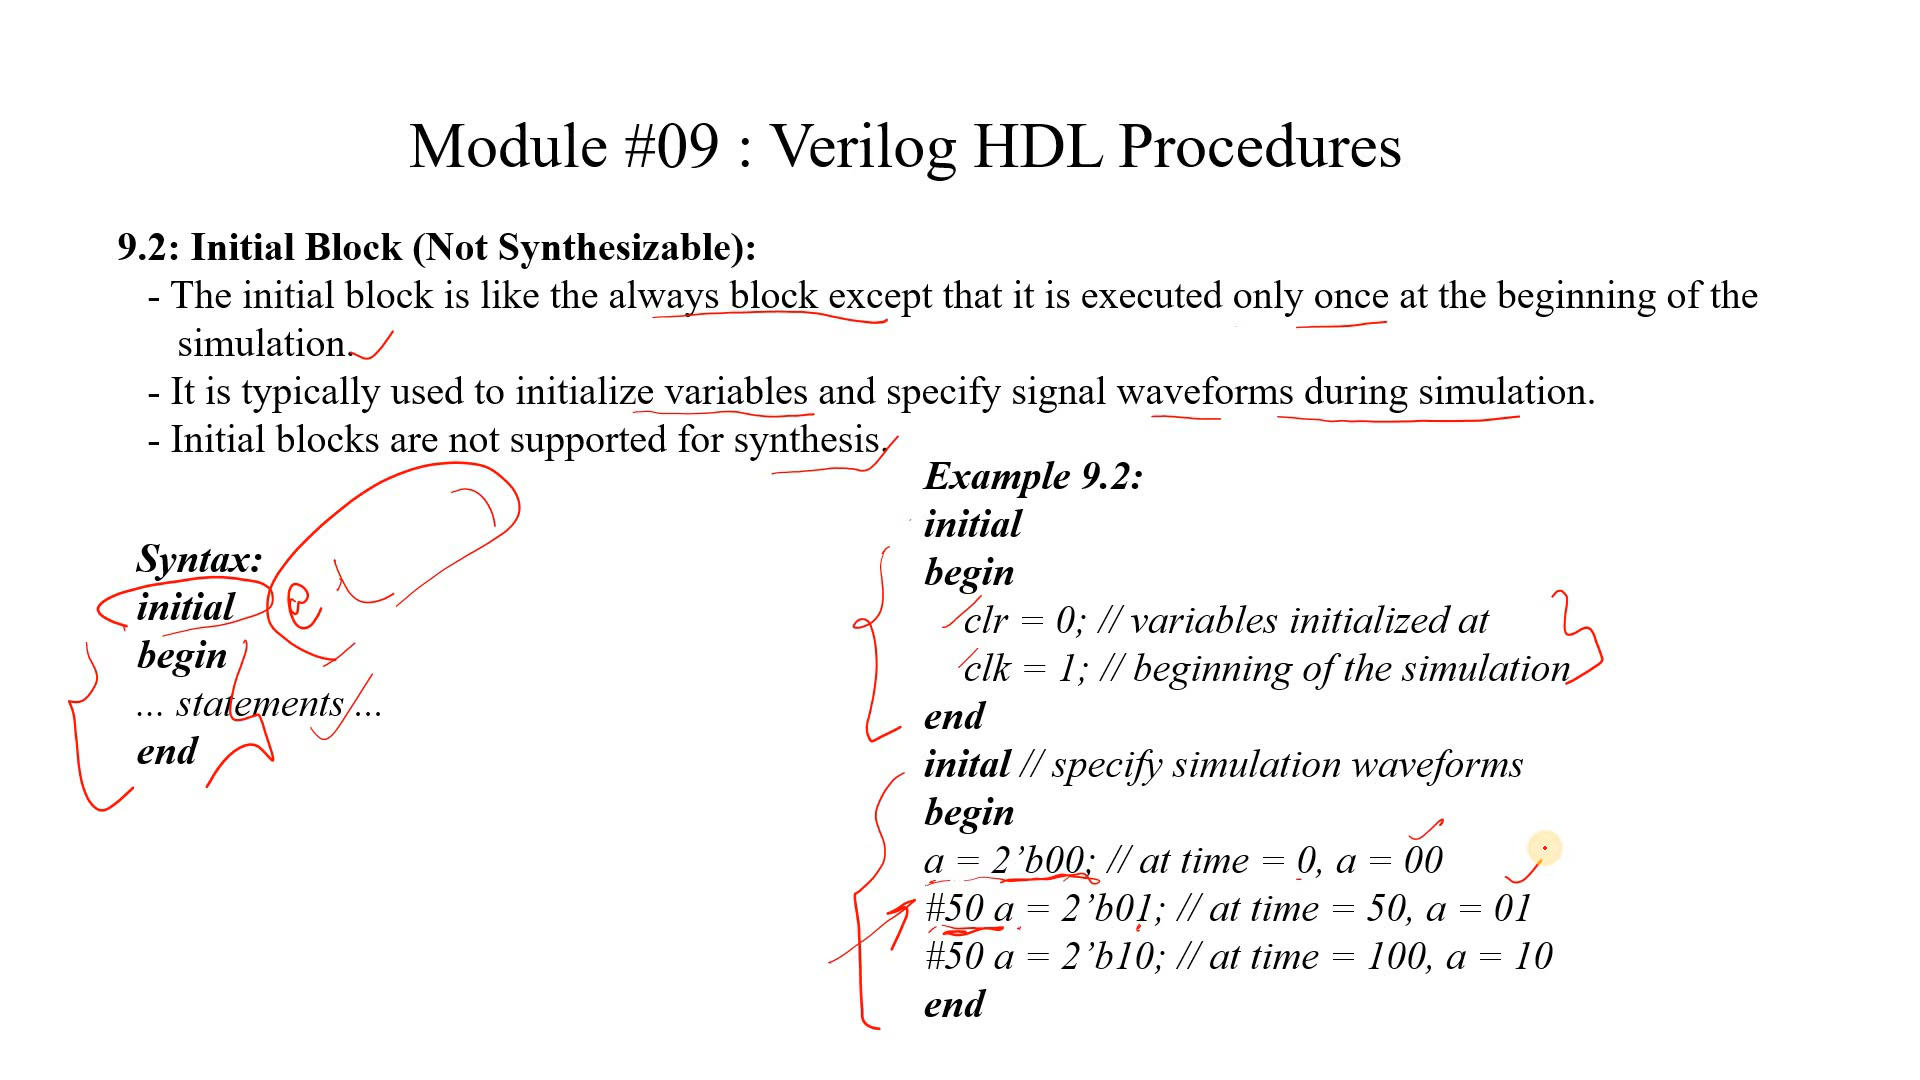 Module #09 : Verilog HDL Procedures
9.2: Initial Block (Not Synthesizable):
- The initial block is like the always block except that it is executed only once at the beginning of the
simulation.
- It is typically used to initialize variables and specify signal waveforms during simulation.
- Initial blocks are not supported for synthesis.
Syntax:
initial @
begin
... statements ...
end
Example 9.2:
initial
begin
clr = 0; // variables initialized at
clk = 1; // beginning of the simulation
end
inital // specify simulation waveforms
begin
a = 2’b00; // at time = 0, a = 00
#50 a = 2’b01; // at time = 50, a = 01
#50 a = 2’b10; // at time = 100, a = 10
end